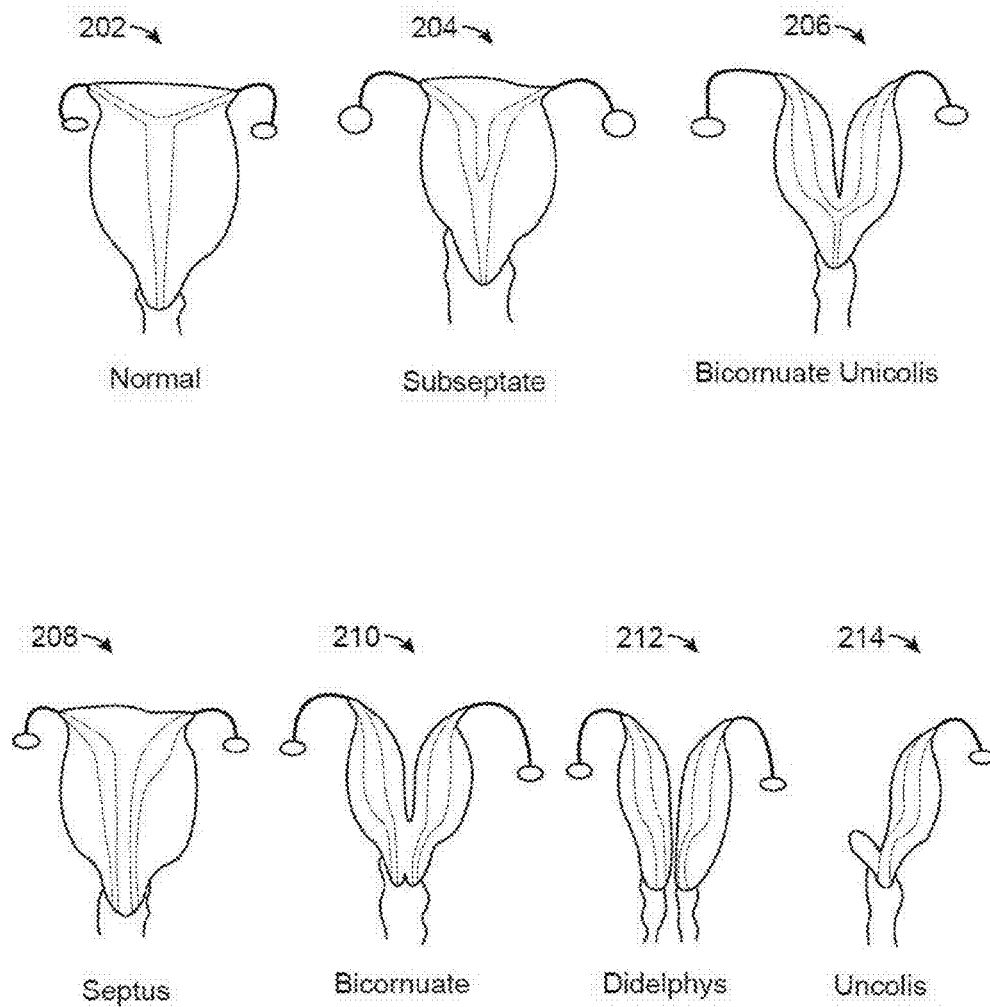 202
204
206
Normal
Subseptate
Bicornuate Unicolis
208
210
212
214
Septus
Bicornuate
Didelphys
Uncolis